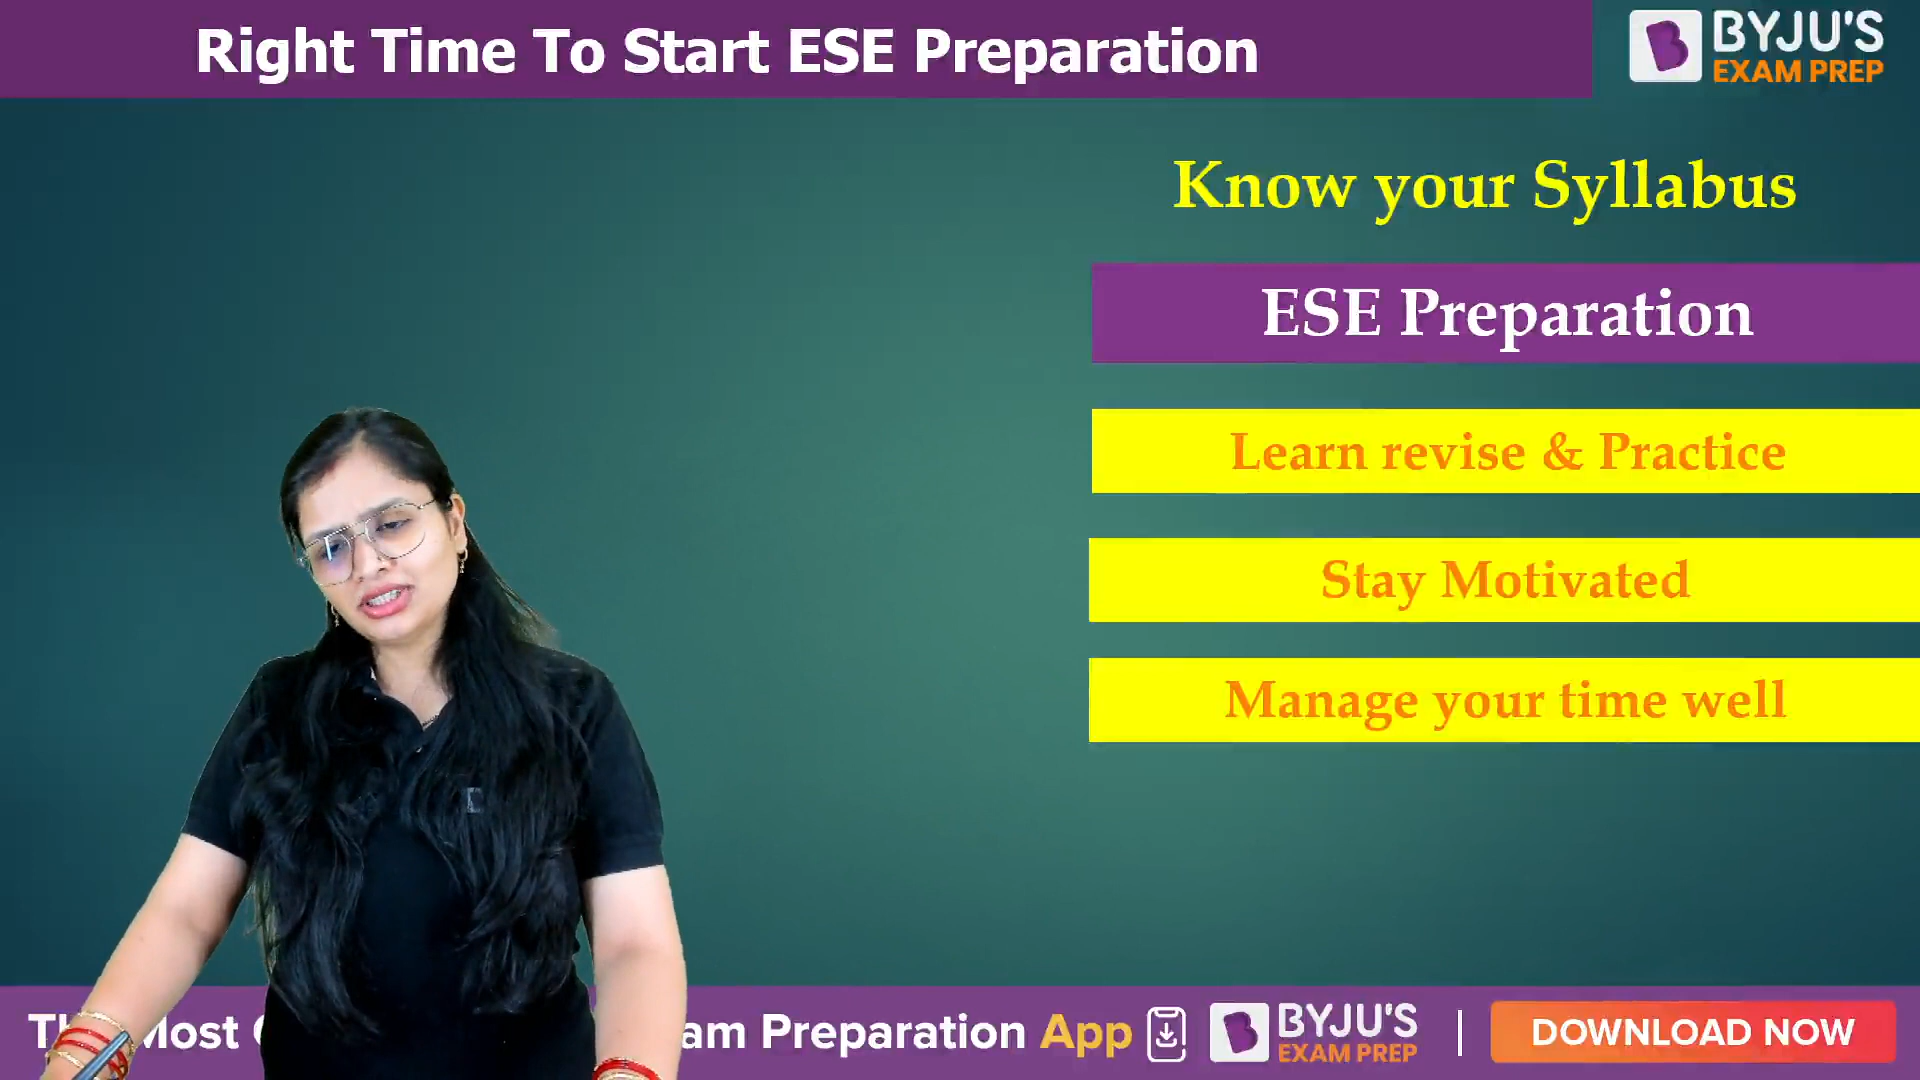 Right Time To Start ESE Preparation
BYJU'S
EXAM PREP
Know your Syllabus
ESE Preparation
Learn revise & Practice
Stay Motivated
Manage your time well
Most
Preparation App
BYJU'S
EXAM PREP
DOWNLOAD NOW